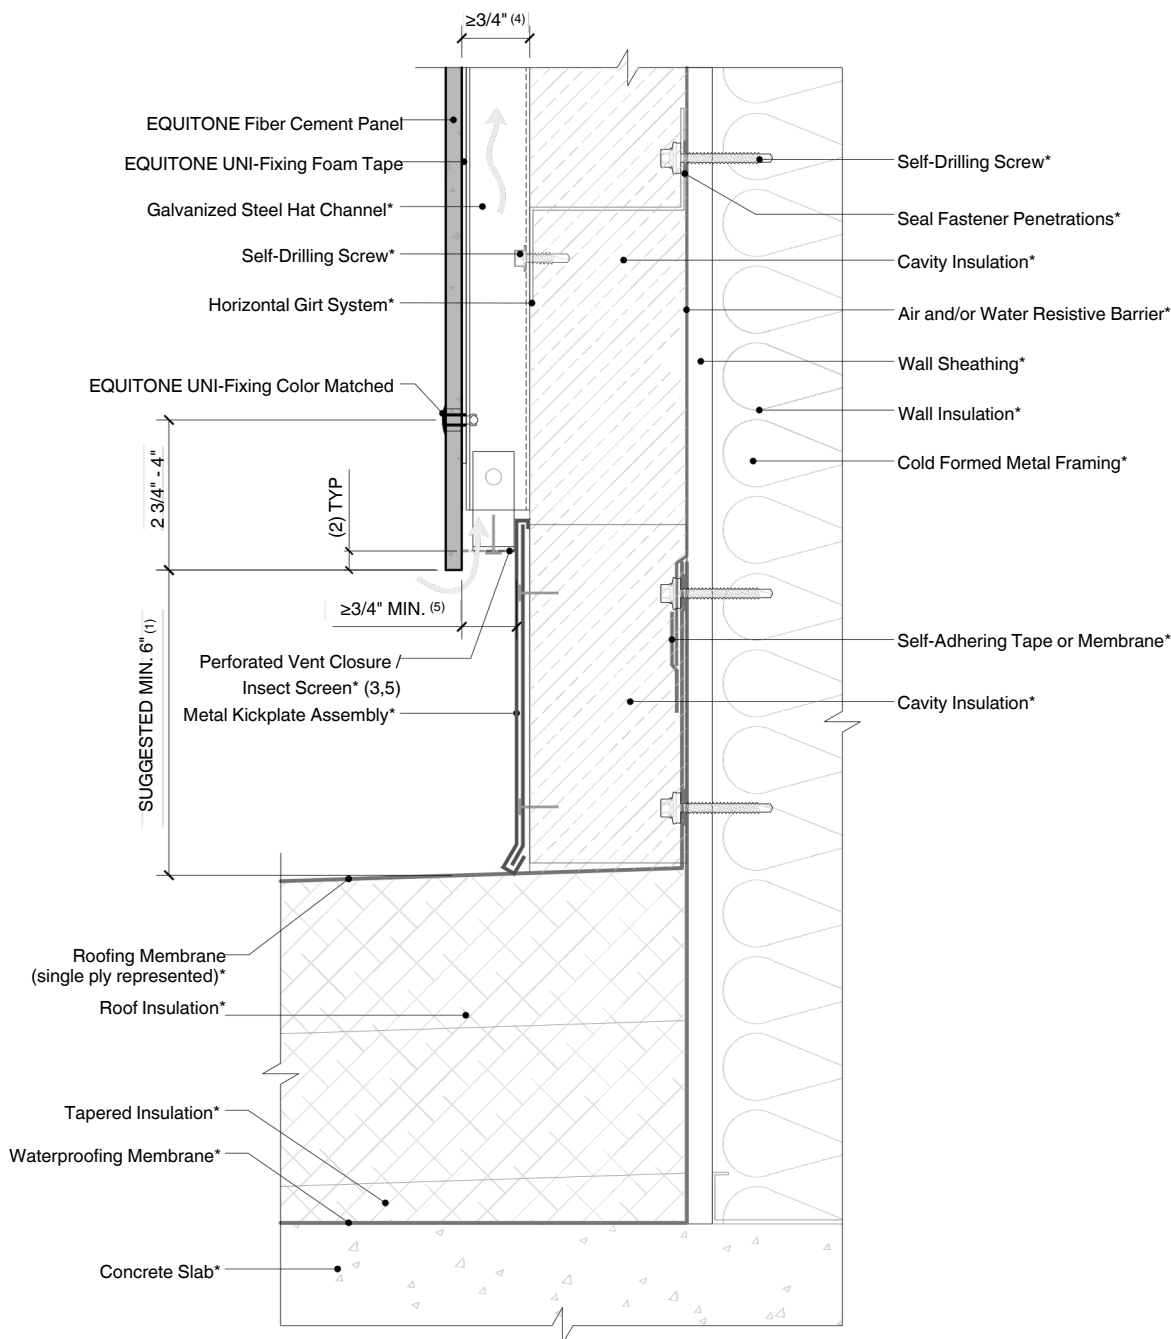 ≥3/4" (4)
EQUITONE Fiber Cement Panel
EQUITONE UNI-Fixing Foam Tape
Galvanized Steel Hat Channel*
Self-Drilling Screw*
Horizontal Girt System*
EQUITONE UNI-Fixing Color Matched
2 3/4" - 4"
(2) TYP
≥3/4" MIN. (5)
SUGGESTED MIN. 6" (1)
Perforated Vent Closure /
Insect Screen* (3,5)
Metal Kickplate Assembly*
Roofing Membrane
(single ply represented)*
Roof Insulation*
Tapered Insulation*
Waterproofing Membrane*
Concrete Slab*
Self-Drilling Screw*
Seal Fastener Penetrations*
Cavity Insulation*
Air and/or Water Resistive Barrier*
Wall Sheathing*
Wall Insulation*
Cold Formed Metal Framing*
Self-Adhering Tape or Membrane*
Cavity Insulation*